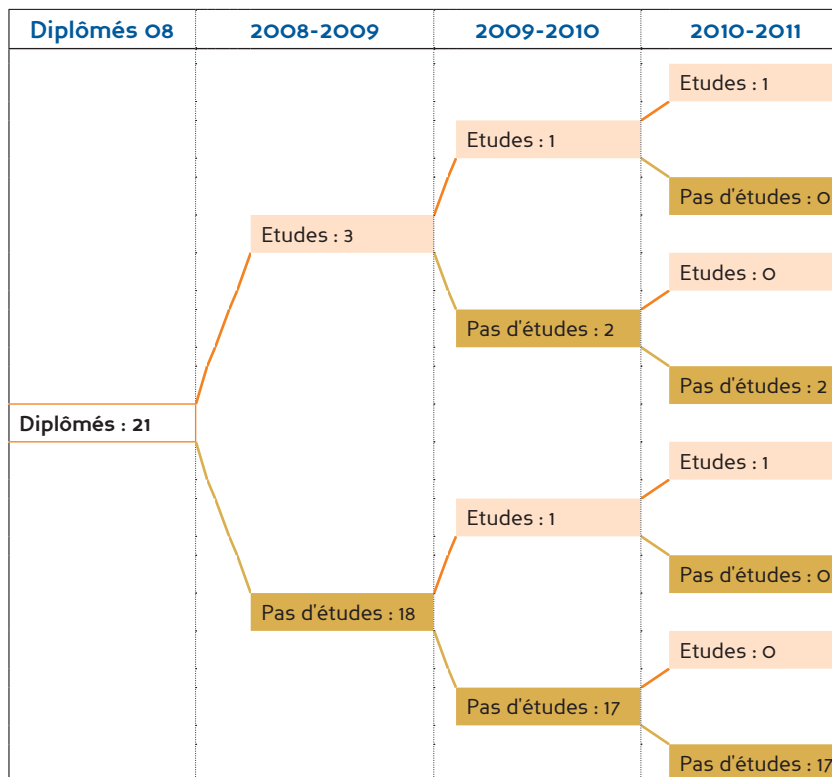 Diplômés 08 2008-2009 2009-2010 2010-2011
Etudes : 1
Etudes : 1
Pas d'études : 0
Etudes : 3
Etudes : 0
Pas d'études : 2
Pas d'études : 2
Diplômés : 21
Etudes : 1
Etudes : 1
Pas d'études : 0
Pas d'études : 18
Etudes : 0
Pas d'études : 17
Pas d'études : 17